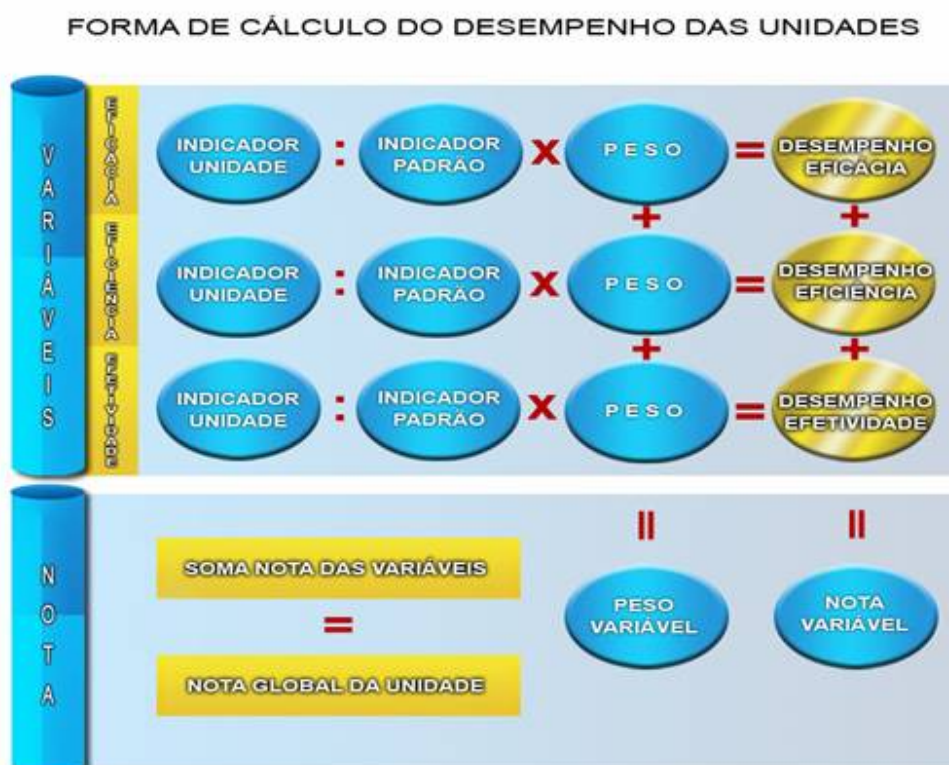 FORMA DE CÁLCULO DO DESEMPENHO DAS UNIDADES
VARIÁVEIS
EFICÁCIA
INDICADOR
UNIDADE
:
INDICADOR
PADRÃO
X
PESO
=
DESEMPENHO
EFICÁCIA
+
+
EFICIÊNCIA
INDICADOR
UNIDADE
:
INDICADOR
PADRÃO
X
PESO
=
DESEMPENHO
EFICIÊNCIA
+
+
EFETIVIDADE
INDICADOR
UNIDADE
:
INDICADOR
PADRÃO
X
PESO
=
DESEMPENHO
EFETIVIDADE
=
=
NOTA
SOMA NOTA DAS VARIÁVEIS
=
NOTA GLOBAL DA UNIDADE
PESO
VARIÁVEL
NOTA
VARIÁVEL